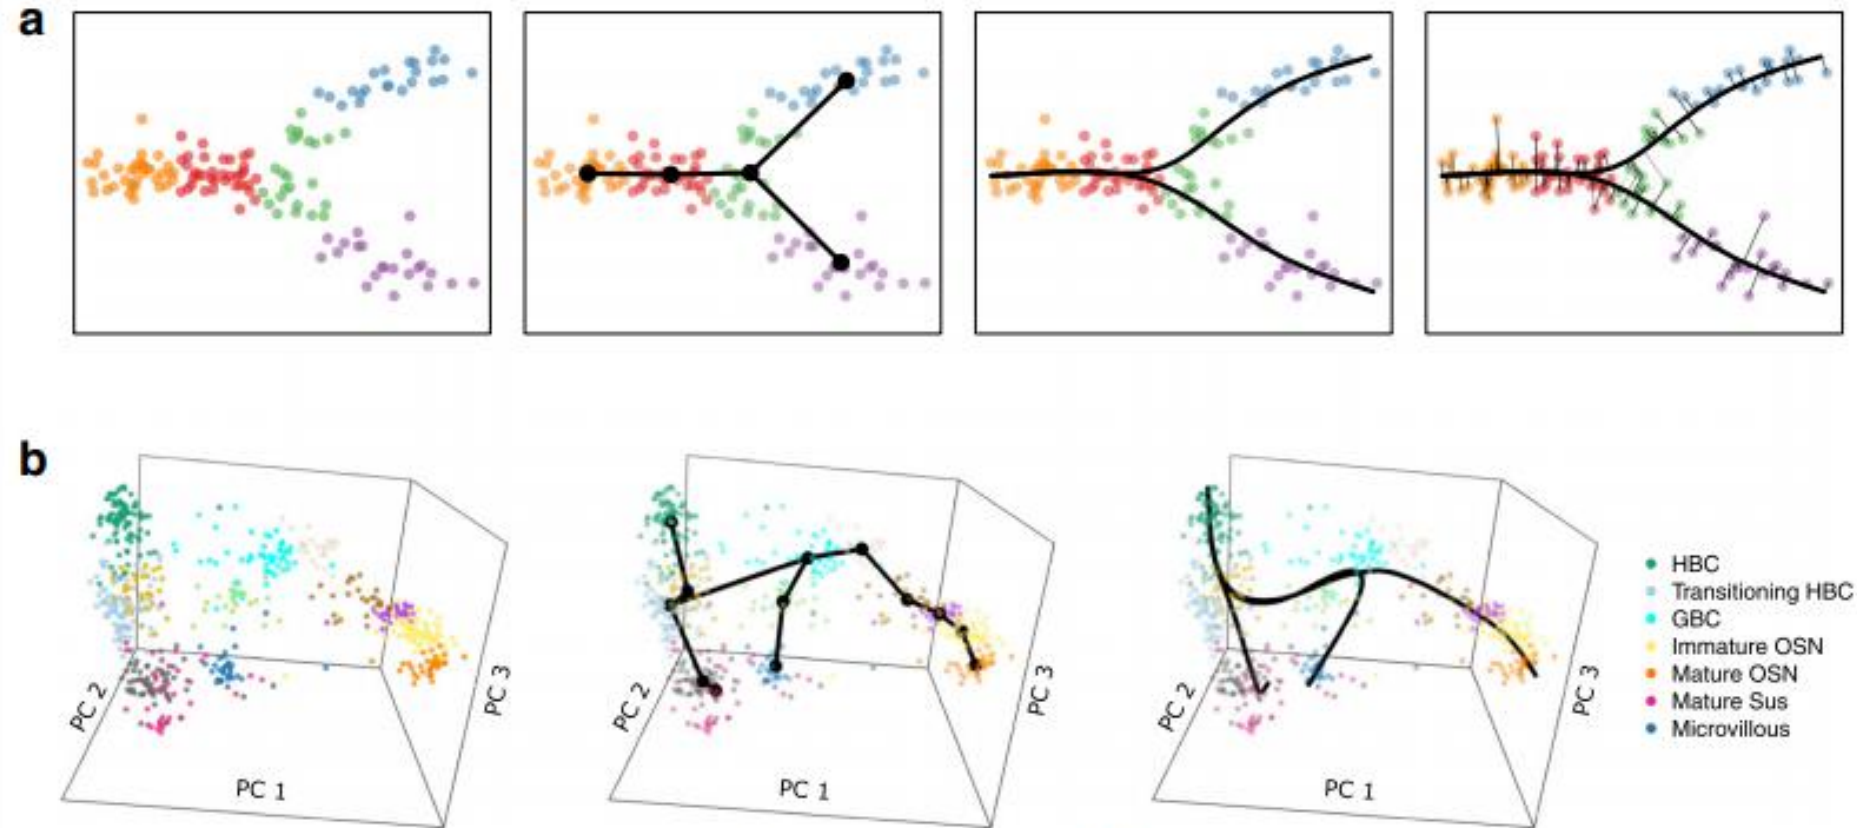 a
b
PC 2
PC 1
PC 3
PC 2
PC 1
PC 3
PC 2
PC 1
PC 3
HBC
Transitioning HBC
GBC
Immature OSN
Mature OSN
Mature Sus
Microvillous